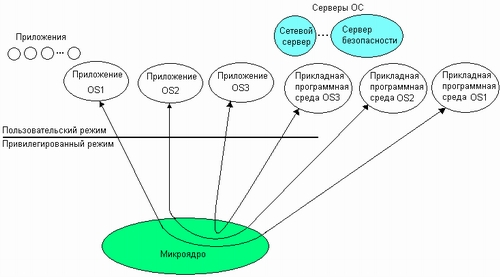 Серверы ОС
Приложения
Сетевой
сервер
Сервер
безопасности
Приложение
OS1
Приложение
OS2
Приложение
OS3
Прикладная
программная
среда OS3
Прикладная
программная
среда OS2
Прикладная
программная
среда OS1
Пользовательский режим
Привилегированный режим
Микроядро